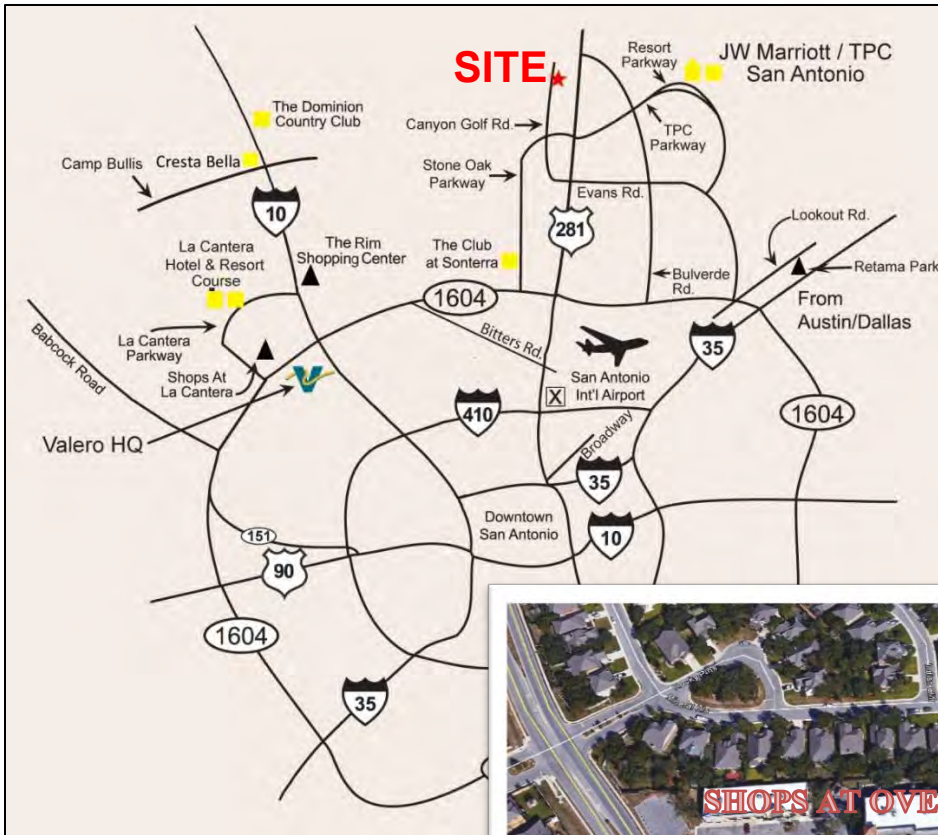 SITE
Resort
Parkway
JW Marriott / TPC
San Antonio
The Dominion
Country Club
Canyon Golf Rd.
TPC
Parkway
Camp Bullis
Cresta Bella
Stone Oak
Parkway
Evans Rd.
10
281
Lookout Rd.
La Cantera
Hotel & Resort
Course
The Rim
Shopping Center
The Club
at Sonterra
Bulverde
Rd.
Retama Park
1604
From
Austin/Dallas
Babcock Road
La Cantera
Parkway
Bitters Rd.
35
Shops At
La Cantera
San Antonio
Int'l Airport
X
V
410
1604
Valero HQ
Broadway
35
Downtown
San Antonio
10
151
90
1604
35
SHOPS AT OVE